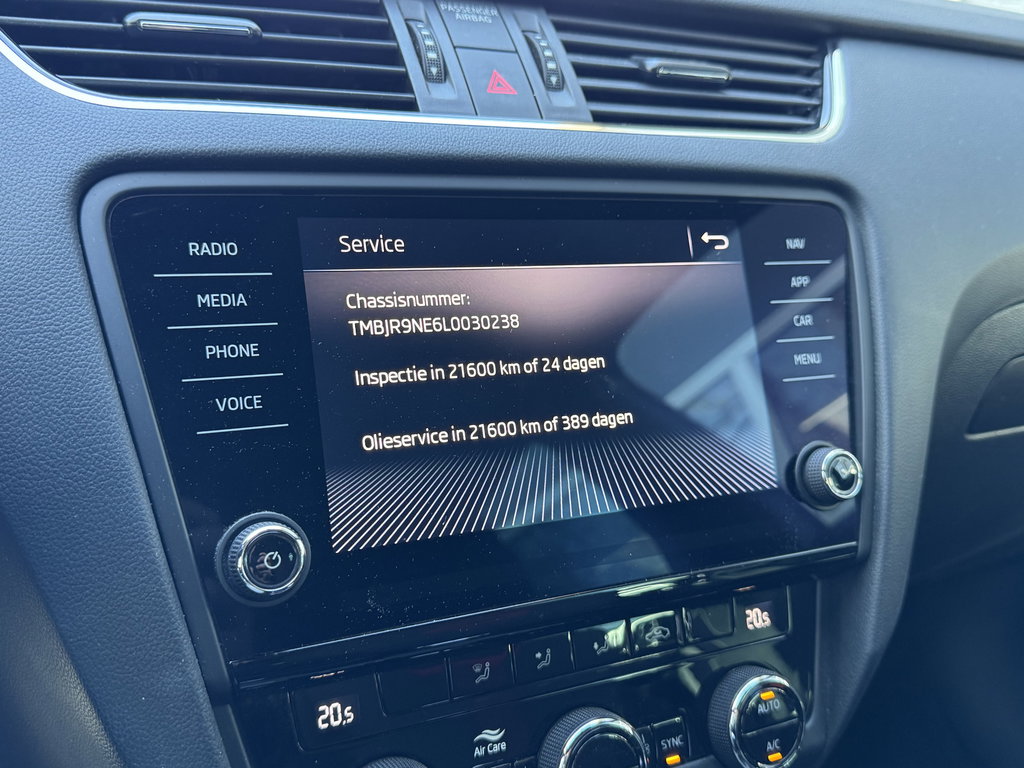 PASSENGER
AIRBAG
RADIO
MEDIA
PHONE
VOICE
Service
Chassisnummer:
TMBJR9NE6L0030238
Inspectie in 21600 km of 24 dagen
Olieservice in 21600 km of 389 dagen
NAV
APP
CAR
MENU
20.5
20.5
Air Care
SYNC
AUTO
A/C